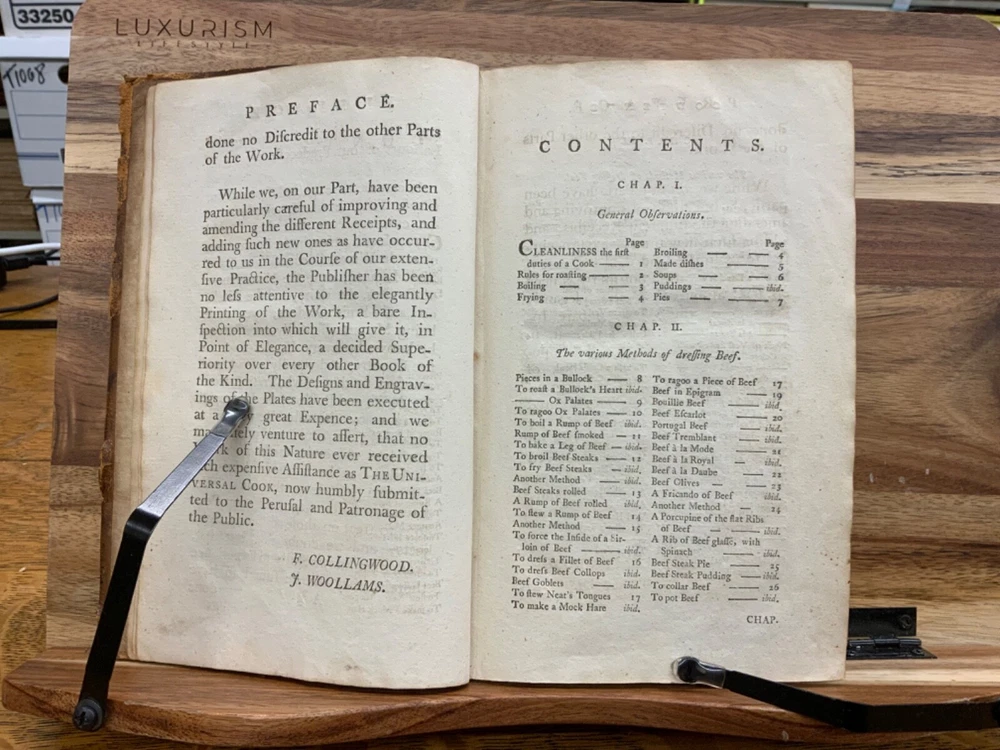 33250
T1068
LUXURISM
LIFESTYLE
PREFACE.
done no Diſcredit to the other Parts
of the Work.
While we, on our Part, have been
particularly careful of improving and
amending the different Receipts, and
adding ſuch new ones as have occur-
red to us in the Courſe of our exten-
ſive Practice, the Publiſher has been
no leſs attentive to the elegantly
Printing of the Work, a bare In-
ſpection into which will give it, in
Point of Elegance, a decided Supe-
riority over every other Book of
the Kind. The Deſigns and Engrav-
ings of the Plates have been executed
at a great Expence; and we
venture to aſſert, that no
of this Nature ever received
expenſive Aſſiſtance as THE UNI-
VERSAL COOK, now humbly ſubmit-
ted to the Peruſal and Patronage of
the Public.
F. COLLINGWOOD.
J. WOOLLAMS.
CONTENTS.
CHAP. I.
General Obſervations.
Page
CLEANLINESS the firſt
duties of a Cook — 1
Rules for roaſting — 2
Boiling — — 3
Frying — — 4
Page
Broiling — — 4
Made diſhes — 5
Soups — — 6
Puddings — — ibid.
Pies — — 7
CHAP. II.
The various Methods of dreſſing Beef.
Pieces in a Bullock — 8
To roaſt a Bullock's Heart ibid.
— Ox Palates — 9
To ragoo Ox Palates — 10
To boil a Rump of Beef ibid.
Rump of Beef ſmoked — 11
To bake a Leg of Beef — ibid.
To broil Beef Steaks — 12
To fry Beef Steaks — ibid.
Another Method — ibid.
Beef Steaks rolled — 13
A Rump of Beef rolled ibid.
To ſtew a Rump of Beef 14
Another Method — 15
To force the Inſide of a Sir-
loin of Beef — ibid.
To dreſs a Fillet of Beef 16
To dreſs Beef Collops ibid.
Beef Goblers — ibid.
To ſtew Neat's Tongues 17
To make a Mock Hare ibid.
To ragoo a Piece of Beef 17
Beef in Epigram — 19
Bouillie Beef — ibid.
Beef Eſcarlot — 20
Portugal Beef — ibid.
Beef Tremblant — ibid.
Beef à la Mode — 21
Beef à la Royal — ibid.
Beef à la Daube — 22
Beef Olives — — 23
A Fricando of Beef ibid.
Another Method — 24
A Porcupine of the flat Ribs
of Beef — — ibid.
A Rib of Beef glaſſé, with
Spinach — ibid.
Beef Steak Pie — 25
Beef Steak Pudding — ibid.
To collar Beef — 26
To pot Beef — ibid.
CHAP.